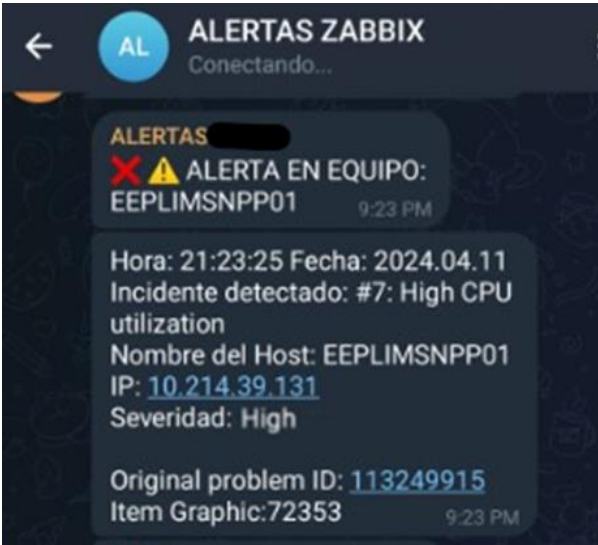 AL
ALERTAS ZABBIX
Conectando...
ALERTAS
❌ ⚠️ ALERTA EN EQUIPO:
EEPLIMSNPP01
9:23 PM
Hora: 21:23:25 Fecha: 2024.04.11
Incidente detectado: #7: High CPU
utilization
Nombre del Host: EEPLIMSNPP01
IP: 10.214.39.131
Severidad: High
Original problem ID: 113249915
Item Graphic:72353
9:23 PM